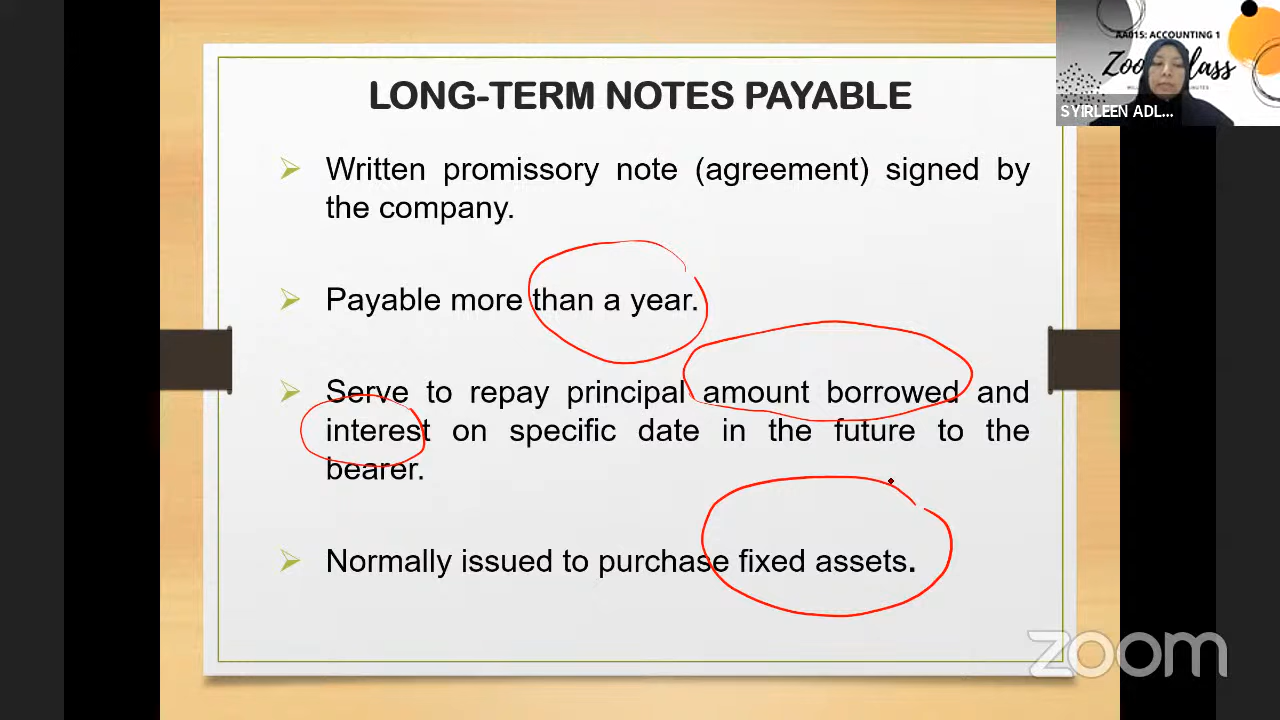 LONG-TERM NOTES PAYABLE
AA015: ACCOUNTING 1
SYIRLEEN ADL...
Written promissory note (agreement) signed by
the company.
Payable more than a year.
Serve to repay principal amount borrowed and
interest on specific date in the future to the
bearer.
Normally issued to purchase fixed assets.
zoom